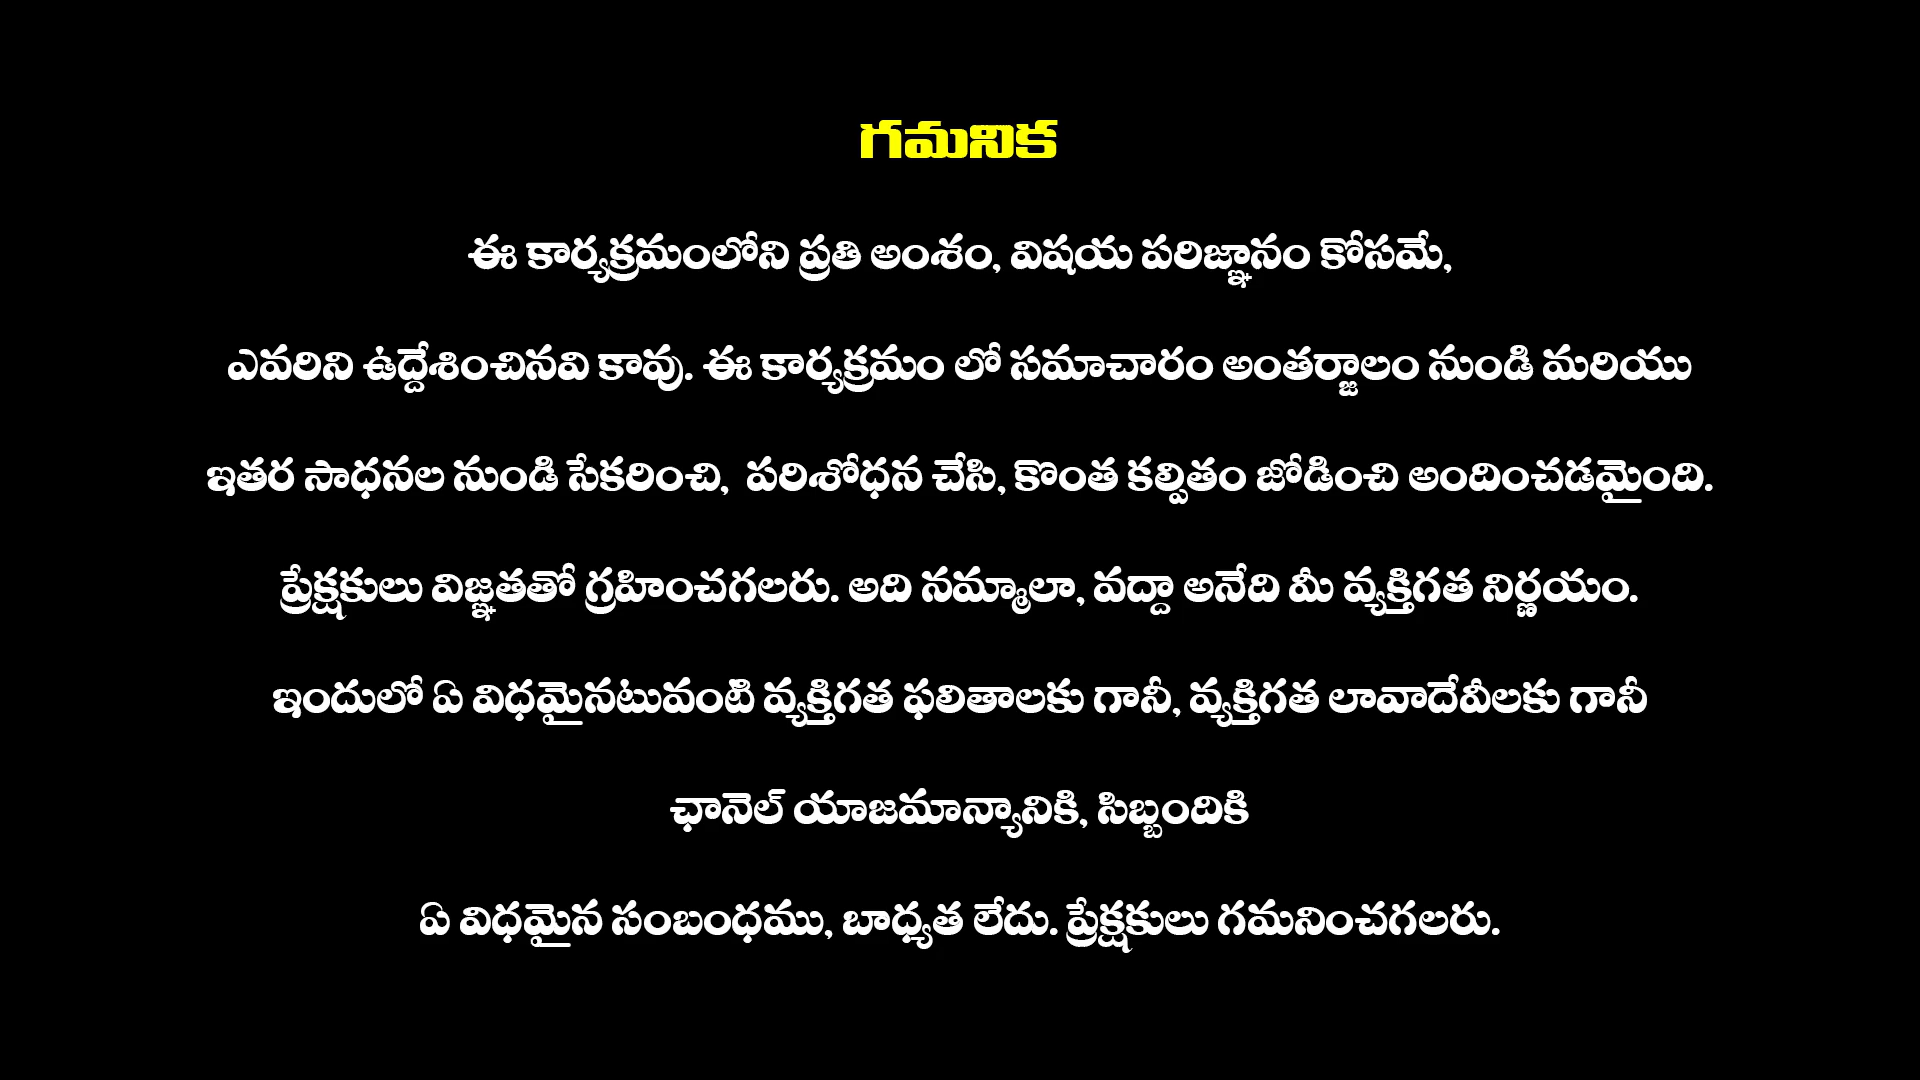 గమనిక
ఈ కార్యక్రమంలోని ప్రతి అంశం, విషయ పరిజ్ఞానం కోసమే,
ఎవరిని ఉద్దేశించినవి కావు. ఈ కార్యక్రమం లో సమాచారం అంతర్జాలం నుండి మరియు
ఇతర సాధనల నుండి సేకరించి, పరిశోధన చేసి, కొంత కల్పితం జోడించి అందించడమైంది.
ప్రేక్షకులు విజ్ఞతతో గ్రహించగలరు. అది నమ్మాలా, వద్దా అనేది మీ వ్యక్తిగత నిర్ణయం.
ఇందులో ఏ విధమైనటువంటి వ్యక్తిగత ఫలితాలకు గానీ, వ్యక్తిగత లావాదేవీలకు గానీ
ఛానెల్ యాజమాన్యానికి, సిబ్బందికి
ఏ విధమైన సంబంధము, బాధ్యత లేదు. ప్రేక్షకులు గమనించగలరు.